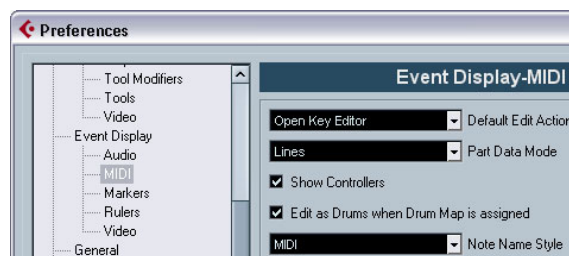 Preferences
Tool Modifiers
Tools
Video
Event Display
Audio
MIDI
Markers
Rulers
Video
General
Event Display-MIDI
Open Key Editor Default Edit Action
Lines Part Data Mode
Show Controllers
Edit as Drums when Drum Map is assigned
MIDI Note Name Style